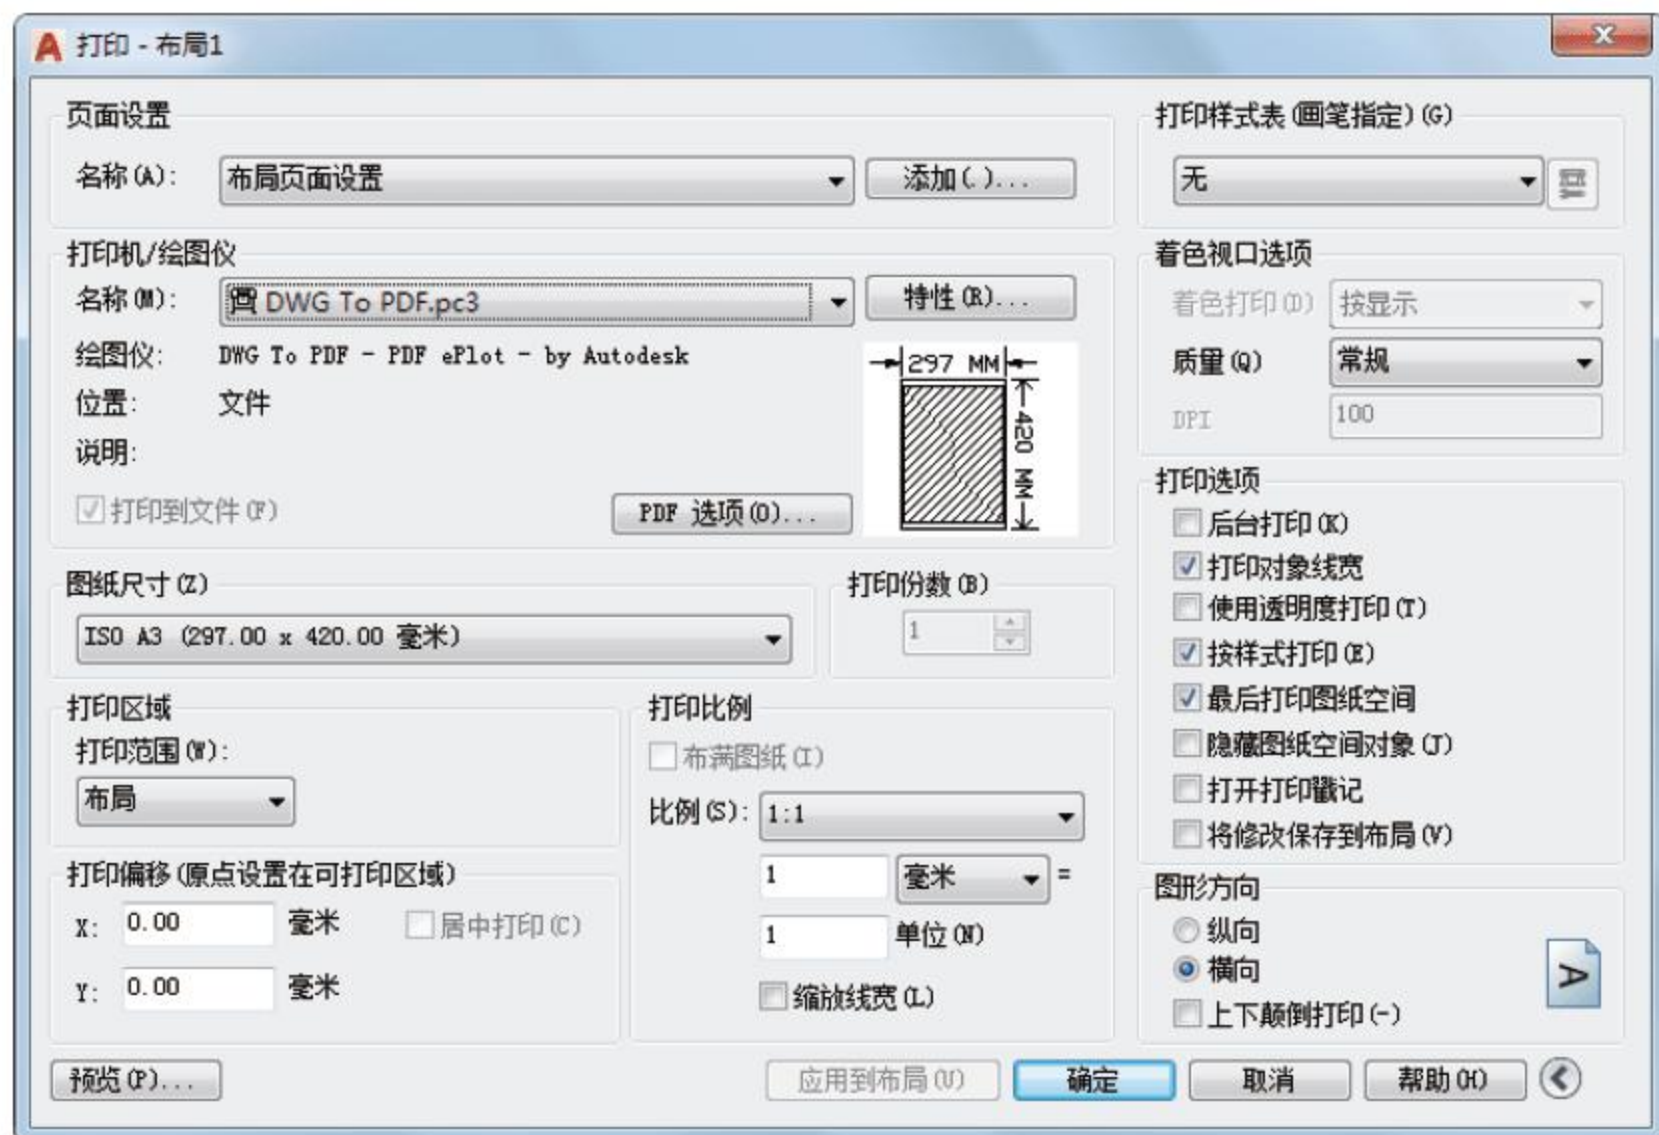 打印 - 布局1
页面设置
名称(A): 布局页面设置 添加(.)...
打印机/绘图仪
名称(M): DWG To PDF.pc3 特性(R)...
绘图仪: DWG To PDF - PDF ePlot - by Autodesk
位置: 文件
说明:
打印到文件(F) PDF 选项(O)...
297 MM
420 MM
图纸尺寸(Z)
ISO A3 (297.00 x 420.00 毫米)
打印份数(B)
1
打印区域
打印范围(W):
布局
打印偏移(原点设置在可打印区域)
X: 0.00 毫米 居中打印(C)
Y: 0.00 毫米
打印比例
布满图纸(I)
比例(S): 1:1
1 毫米 =
1 单位(N)
缩放线宽(L)
打印样式表(画笔指定)(G)
无
着色视口选项
着色打印(D) 按显示
质量(Q) 常规
DPI 100
打印选项
后台打印(K)
打印对象线宽
使用透明度打印(T)
按样式打印(E)
最后打印图纸空间
隐藏图纸空间对象(J)
打开打印戳记
将修改保存到布局(V)
图形方向
纵向
横向
上下颠倒打印(-)
A
预览(P)... 应用到布局(U) 确定 取消 帮助(H)